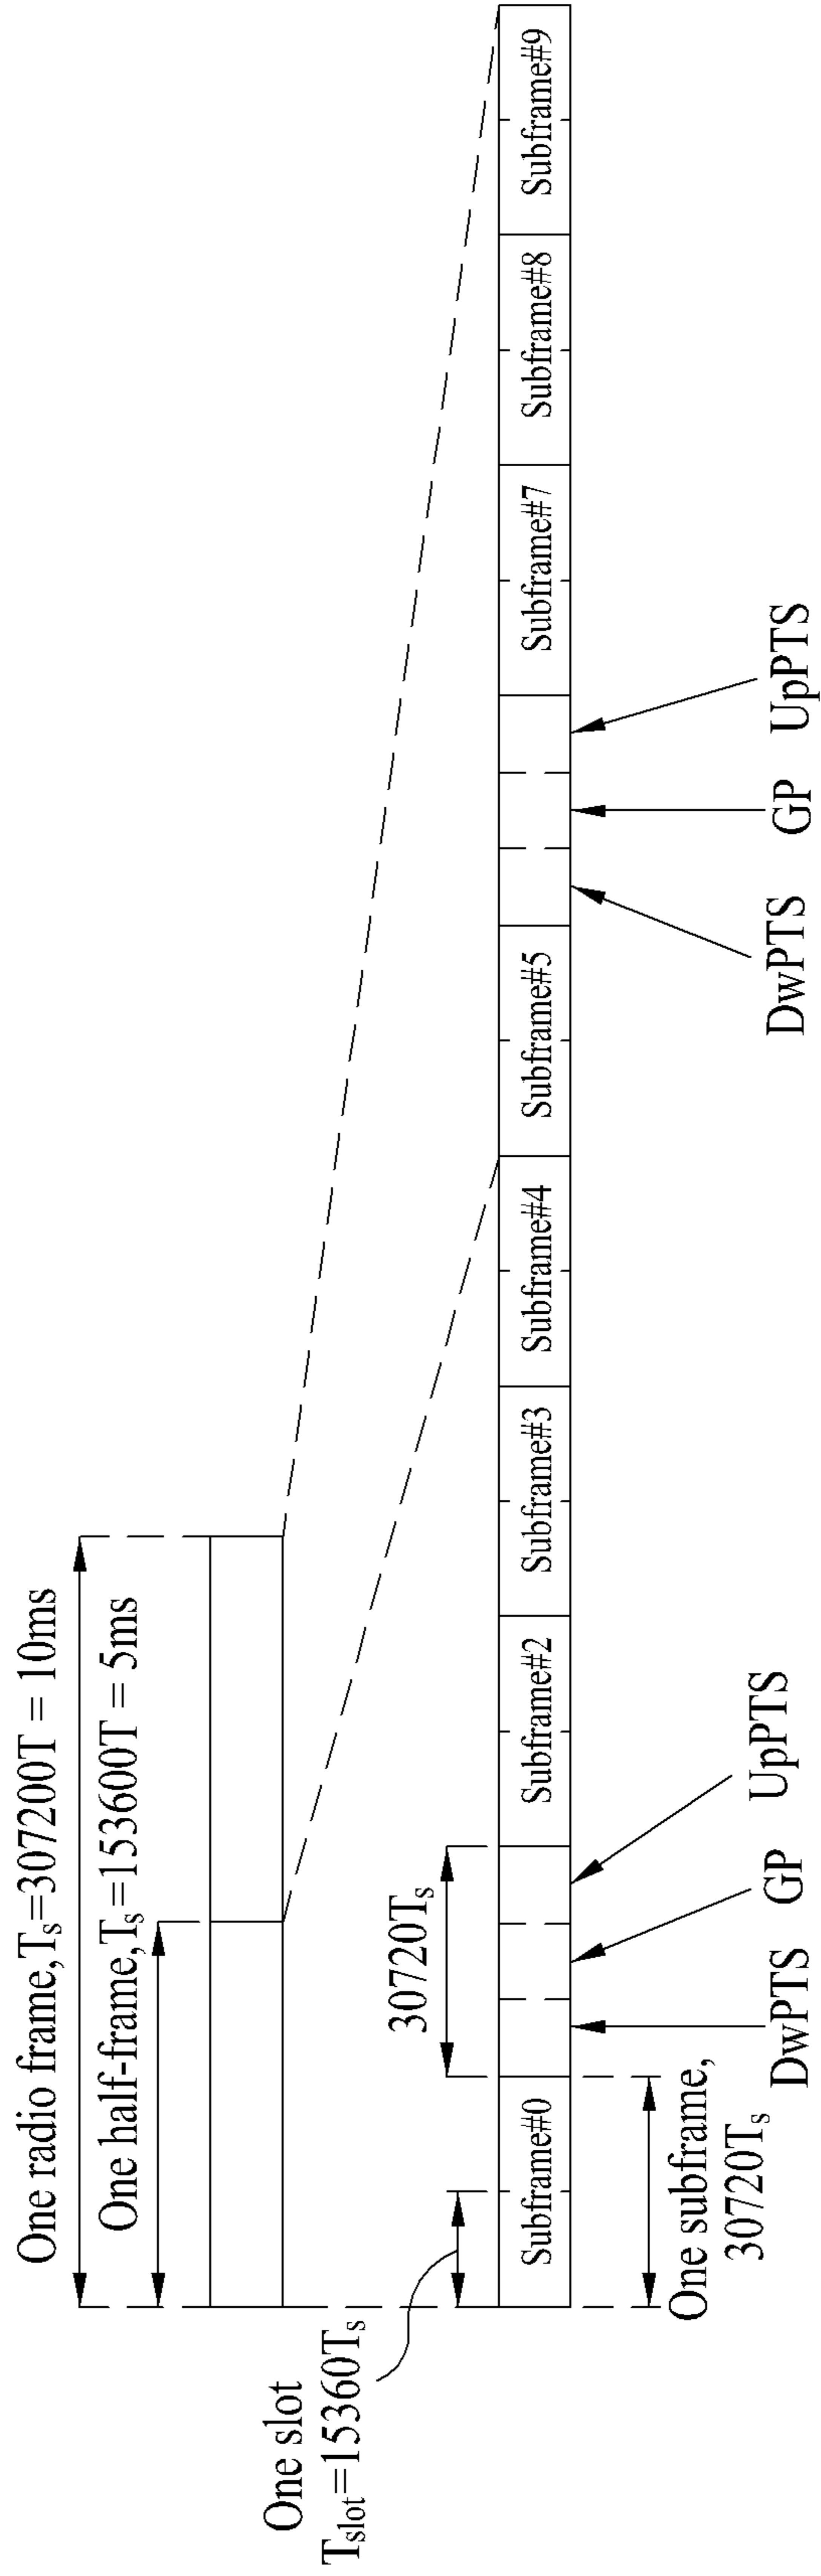 One radio frame,Ts=307200T = 10ms
One half-frame,Ts=153600T = 5ms
One slot
Tslot=15360Ts
30720Ts
Subframe#0
Subframe#2
Subframe#3
Subframe#4
Subframe#5
Subframe#7
Subframe#8
Subframe#9
One subframe,
30720Ts
DwPTS
GP
UpPTS
DwPTS
GP
UpPTS